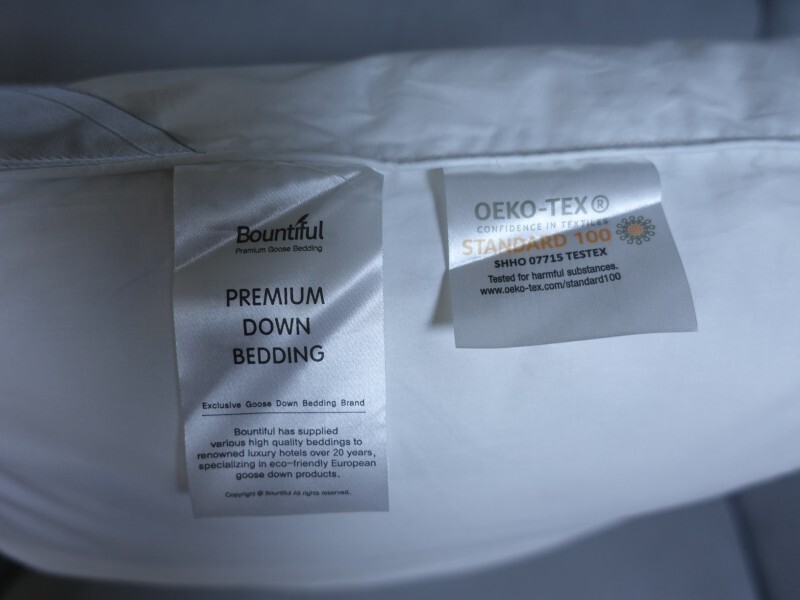 Bountiful
Premium Goose Bedding
PREMIUM
DOWN
BEDDING
Exclusive Goose Down Bedding Brand
Bountiful has supplied
various high quality beddings to
renowned luxury hotels over 20 years,
specializing in eco-friendly European
goose down products.
Copyright @ Bountiful All rights reserved.
OEKO-TEX®
CONFIDENCE IN TEXTILES
STANDARD 100
SHHO 07715 TESTEX
Tested for harmful substances.
www.oeko-tex.com/standard100